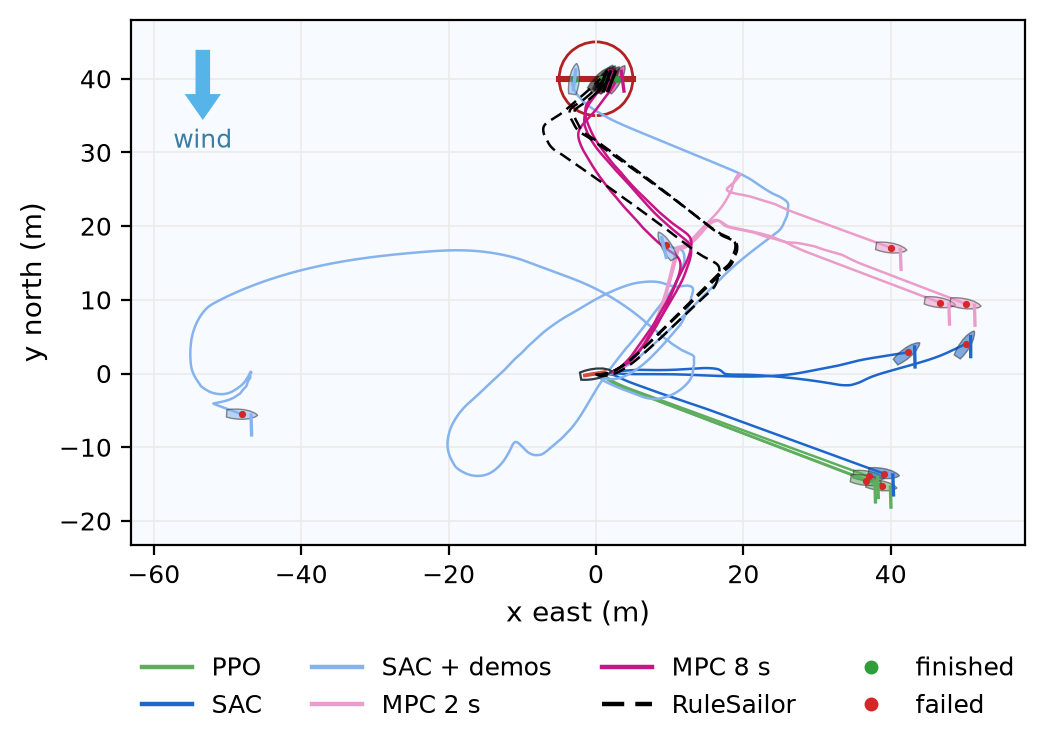 wind
40
30
20
10
0
−10
−20
y north (m)
−60
−40
−20
0
20
40
x east (m)
PPO
SAC + demos
MPC 8 s
finished
SAC
MPC 2 s
RuleSailor
failed